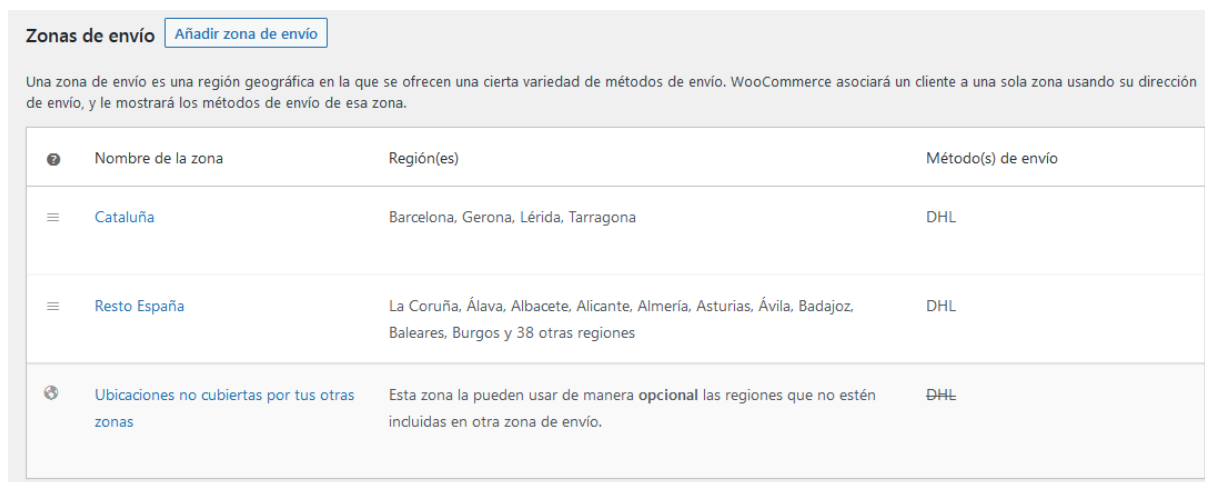 Zonas de envío Añadir zona de envío
Una zona de envío es una región geográfica en la que se ofrecen una cierta variedad de métodos de envío. WooCommerce asociará un cliente a una sola zona usando su dirección
de envío, y le mostrará los métodos de envío de esa zona.
Nombre de la zona Región(es) Método(s) de envío
Cataluña Barcelona, Gerona, Lérida, Tarragona DHL
Resto España La Coruña, Álava, Albacete, Alicante, Almería, Asturias, Ávila, Badajoz, DHL
Baleares, Burgos y 38 otras regiones
Ubicaciones no cubiertas por tus otras Esta zona la pueden usar de manera opcional las regiones que no estén DHL
zonas incluidas en otra zona de envío.